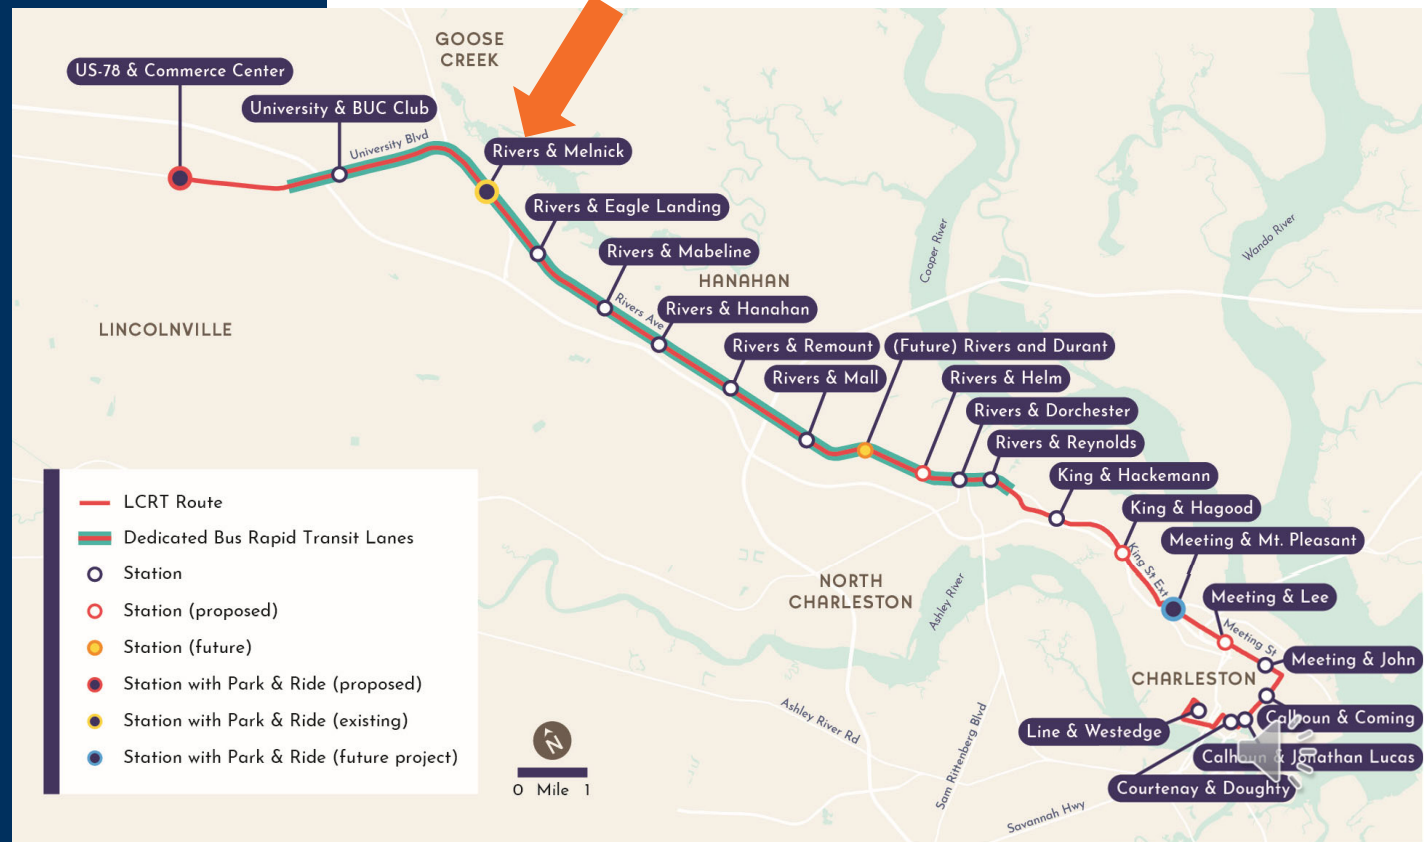 GOOSE
CREEK
US-78 & Commerce Center
University & BUC Club
University Blvd
Rivers & Melnick
Rivers & Eagle Landing
Rivers & Mabeline
HANAHAN
Rivers Ave
Rivers & Hanahan
Cooper River
Wando River
LINCOLNVILLE
Rivers & Remount
(Future) Rivers and Durant
Rivers & Mall
Rivers & Helm
Rivers & Dorchester
Rivers & Reynolds
King & Hackemann
King & Hagood
Meeting & Mt. Pleasant
King St Ext
Meeting & Lee
Meeting St
Meeting & John
CHARLESTON
Calhoun & Coming
Line & Westedge
Calhoun & Jonathan Lucas
Courtenay & Doughty
NORTH
CHARLESTON
Ashley River
Ashley River Rd
Sam Rittenberg Blvd
Savannah Hwy
LCRT Route
Dedicated Bus Rapid Transit Lanes
Station
Station (proposed)
Station (future)
Station with Park & Ride (proposed)
Station with Park & Ride (existing)
Station with Park & Ride (future project)
N
0 Mile 1